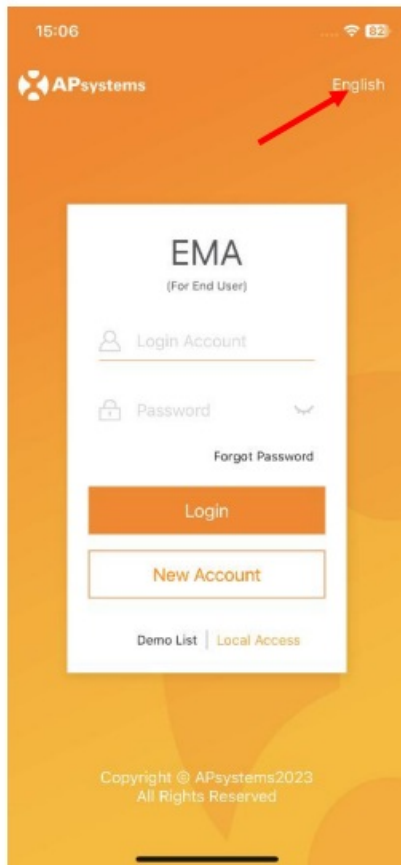 15:06
82
APsystems
English
EMA
(For End User)
Login Account
Password
Forgot Password
Login
New Account
Demo List | Local Access
Copyright © APsystems2023
All Rights Reserved